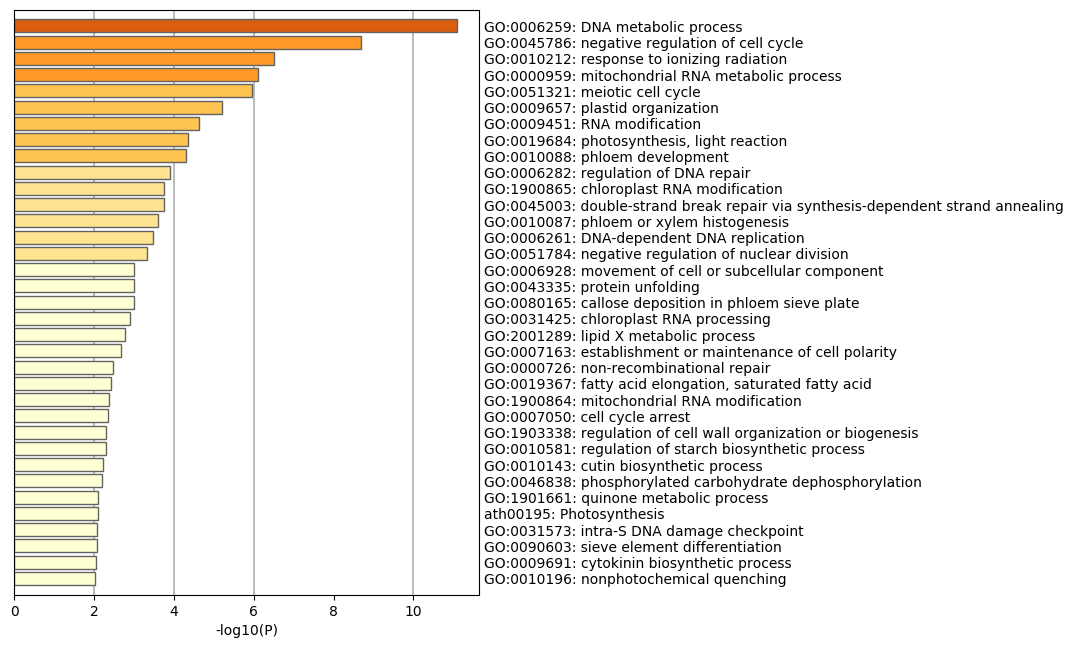 GO:0006259: DNA metabolic process
GO:0045786: negative regulation of cell cycle
GO:0010212: response to ionizing radiation
GO:0000959: mitochondrial RNA metabolic process
GO:0051321: meiotic cell cycle
GO:0009657: plastid organization
GO:0009451: RNA modification
GO:0019684: photosynthesis, light reaction
GO:0010088: phloem development
GO:0006282: regulation of DNA repair
GO:1900865: chloroplast RNA modification
GO:0045003: double-strand break repair via synthesis-dependent strand annealing
GO:0010087: phloem or xylem histogenesis
GO:0006261: DNA-dependent DNA replication
GO:0051784: negative regulation of nuclear division
GO:0006928: movement of cell or subcellular component
GO:0043335: protein unfolding
GO:0080165: callose deposition in phloem sieve plate
GO:0031425: chloroplast RNA processing
GO:2001289: lipid X metabolic process
GO:0007163: establishment or maintenance of cell polarity
GO:0000726: non-recombinational repair
GO:0019367: fatty acid elongation, saturated fatty acid
GO:1900864: mitochondrial RNA modification
GO:0007050: cell cycle arrest
GO:1903338: regulation of cell wall organization or biogenesis
GO:0010581: regulation of starch biosynthetic process
GO:0010143: cutin biosynthetic process
GO:0046838: phosphorylated carbohydrate dephosphorylation
GO:1901661: quinone metabolic process
ath00195: Photosynthesis
GO:0031573: intra-S DNA damage checkpoint
GO:0090603: sieve element differentiation
GO:0009691: cytokinin biosynthetic process
GO:0010196: nonphotochemical quenching
0 2 4 6 8 10
-log10(P)